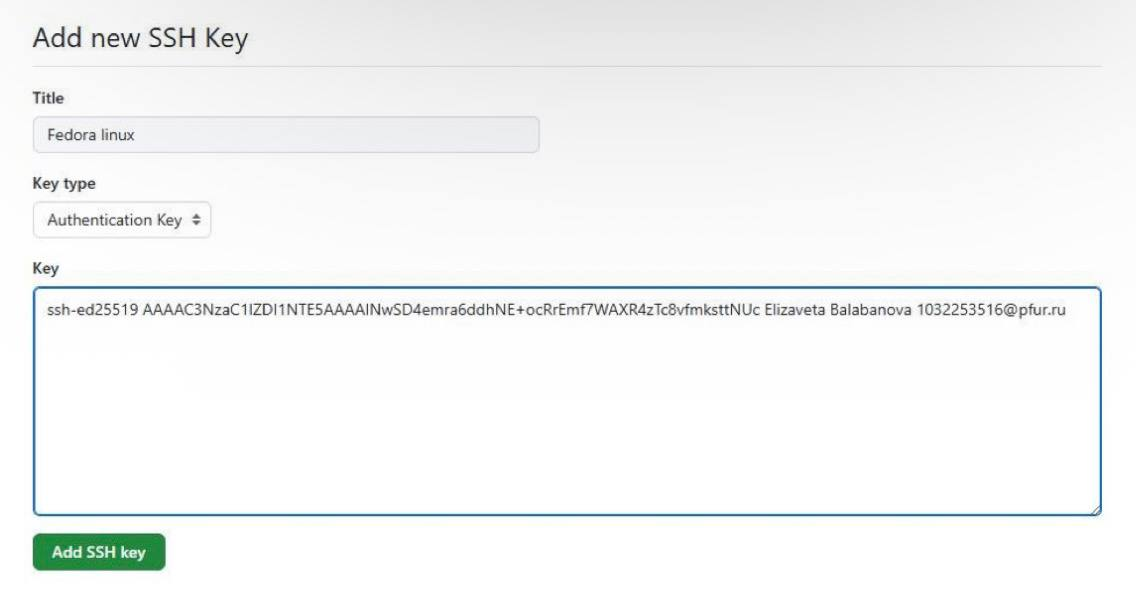 Add new SSH Key
Title
Fedora linux
Key type
Authentication Key
Key
ssh-ed25519 AAAAC3NzaC1lZDI1NTE5AAAAINwSD4emra6ddhNE+ocRrEmf7WAXR4zTc8vfmksttNUc Elizaveta Balabanova 1032253516@pfur.ru
Add SSH key